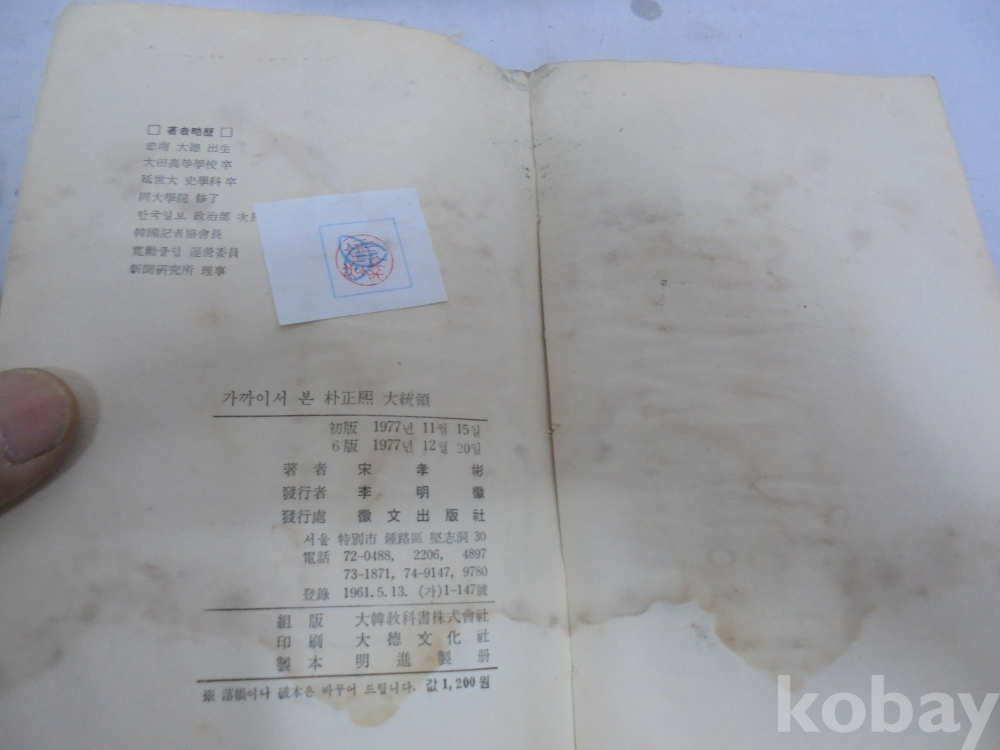 □ 著者略歷 □
忠南 大德 出生
大田高等學校 卒
延世大 史學科 卒
同大學院 修了
한국일보 政治部 次長
韓國記者協會長
寬勳클럽 運營委員
新聞硏究所 理事
가까이서 본 朴正熙 大統領
初版 1977년 11월 15일
6版 1977년 12월 20일
著者 宋孝彬
發行者 李明徽
發行處 徽文出版社
서울 特別市 鍾路區 堅志洞 30
電話 72-0488, 2206, 4897
73-1871, 74-9147, 9780
登錄 1961.5.13. (가)1-147號
組版 大韓敎科書株式會社
印刷 大德文化社
製本 明進製册
※ 落張이나 破本은 바꾸어 드립니다. 값 1,200원
kobay